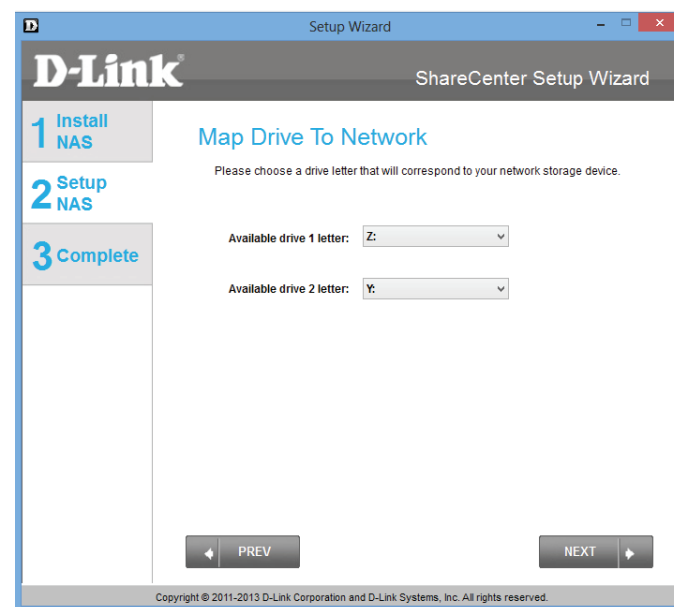 D
Setup Wizard
D-Link®
ShareCenter Setup Wizard
1 Install
NAS
2 Setup
NAS
3 Complete
Map Drive To Network
Please choose a drive letter that will correspond to your network storage device.
Available drive 1 letter: Z:
Available drive 2 letter: Y:
PREV
NEXT
Copyright © 2011-2013 D-Link Corporation and D-Link Systems, Inc. All rights reserved.